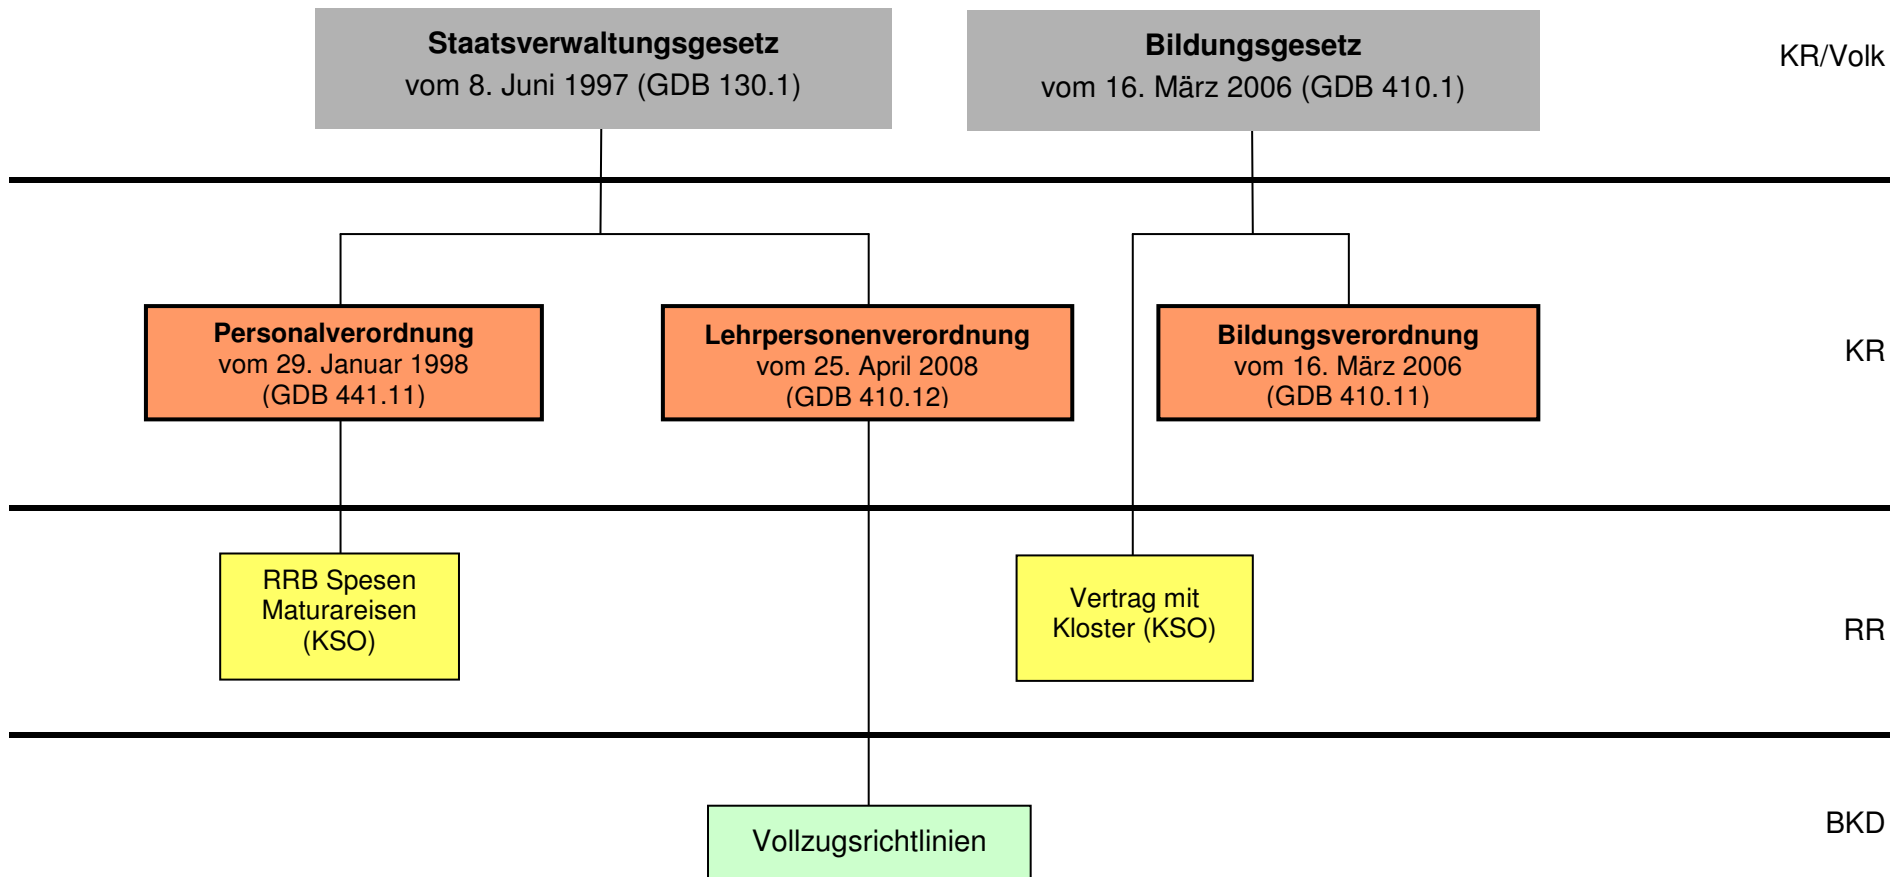 Staatsverwaltungsgesetz
vom 8. Juni 1997 (GDB 130.1)
Bildungsgesetz
vom 16. März 2006 (GDB 410.1)
KR/Volk
Personalverordnung
vom 29. Januar 1998
(GDB 441.11)
Lehrpersonenverordnung
vom 25. April 2008
(GDB 410.12)
Bildungsverordnung
vom 16. März 2006
(GDB 410.11)
KR
RRB Spesen
Maturareisen
(KSO)
Vertrag mit
Kloster (KSO)
RR
Vollzugsrichtlinien
BKD